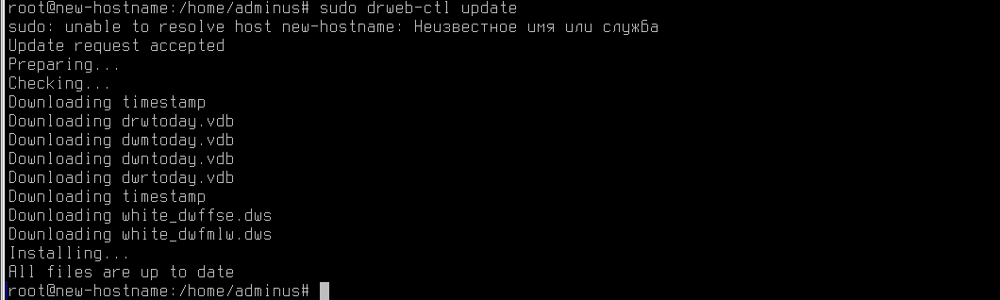 root@new-hostname:/home/adminus# sudo drweb-ctl update
sudo: unable to resolve host new-hostname: Неизвестное имя или служба
Update request accepted
Preparing...
Checking...
Downloading timestamp
Downloading drwtoday.vdb
Downloading dwmtoday.vdb
Downloading dwntoday.vdb
Downloading dwrtoday.vdb
Downloading timestamp
Downloading white_dwffse.dws
Downloading white_dwfmlw.dws
Installing...
All files are up to date
root@new-hostname:/home/adminus#